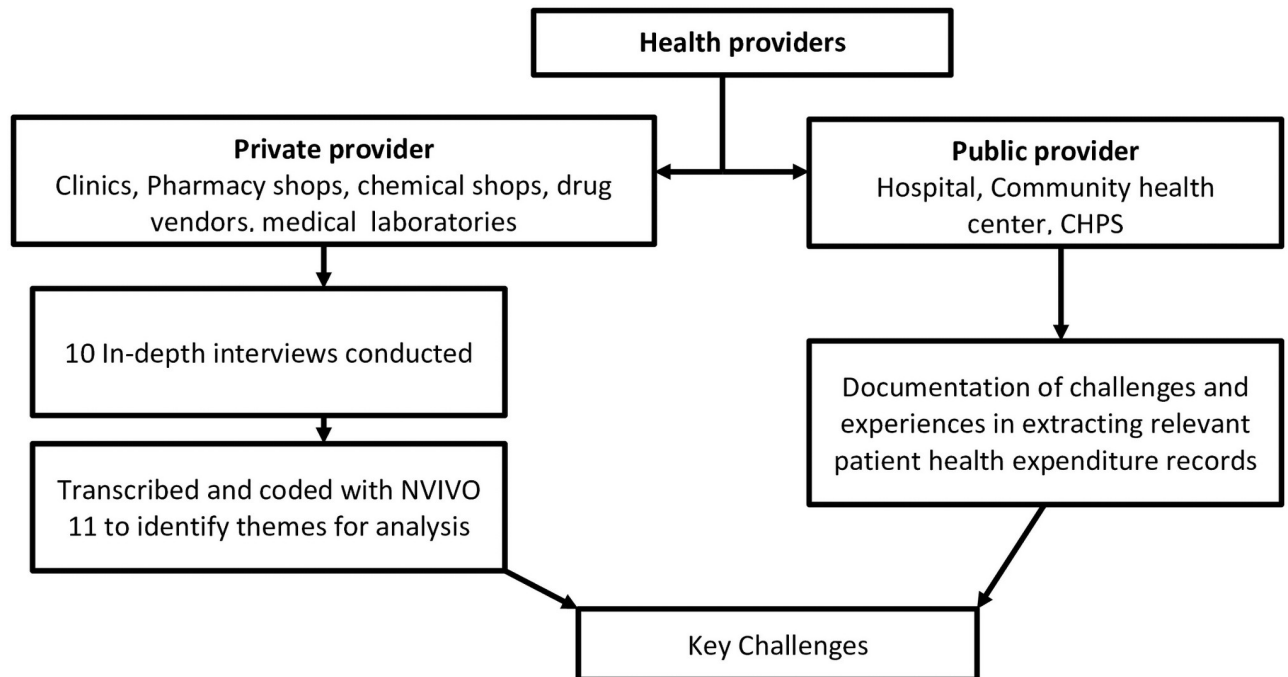 Health providers
Private provider
Clinics, Pharmacy shops, chemical shops, drug
vendors. medical laboratories
Public provider
Hospital, Community health
center, CHPS
10 In-depth interviews conducted
Documentation of challenges and
experiences in extracting relevant
patient health expenditure records
Transcribed and coded with NVIVO
11 to identify themes for analysis
Key Challenges